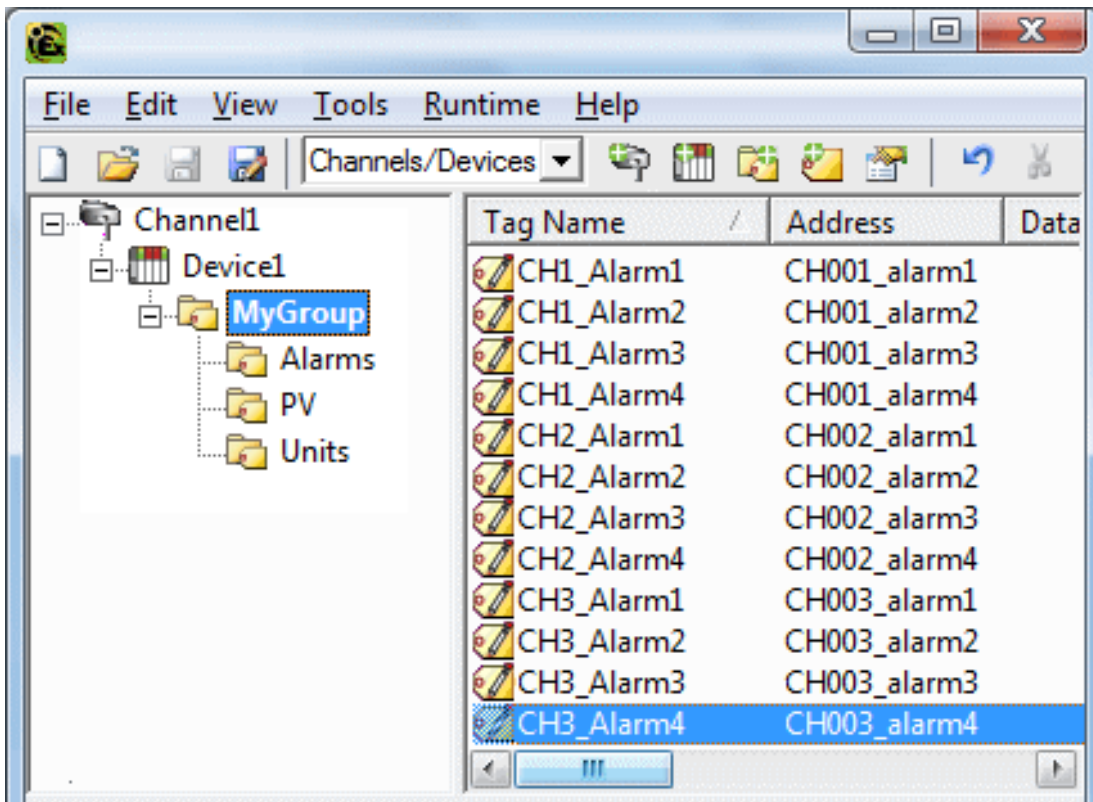 File Edit View Tools Runtime Help
Channels/Devices
Channel1
Device1
MyGroup
Alarms
PV
Units
Tag Name Address Data
CH1_Alarm1 CH001_alarm1
CH1_Alarm2 CH001_alarm2
CH1_Alarm3 CH001_alarm3
CH1_Alarm4 CH001_alarm4
CH2_Alarm1 CH002_alarm1
CH2_Alarm2 CH002_alarm2
CH2_Alarm3 CH002_alarm3
CH2_Alarm4 CH002_alarm4
CH3_Alarm1 CH003_alarm1
CH3_Alarm2 CH003_alarm2
CH3_Alarm3 CH003_alarm3
CH3_Alarm4 CH003_alarm4